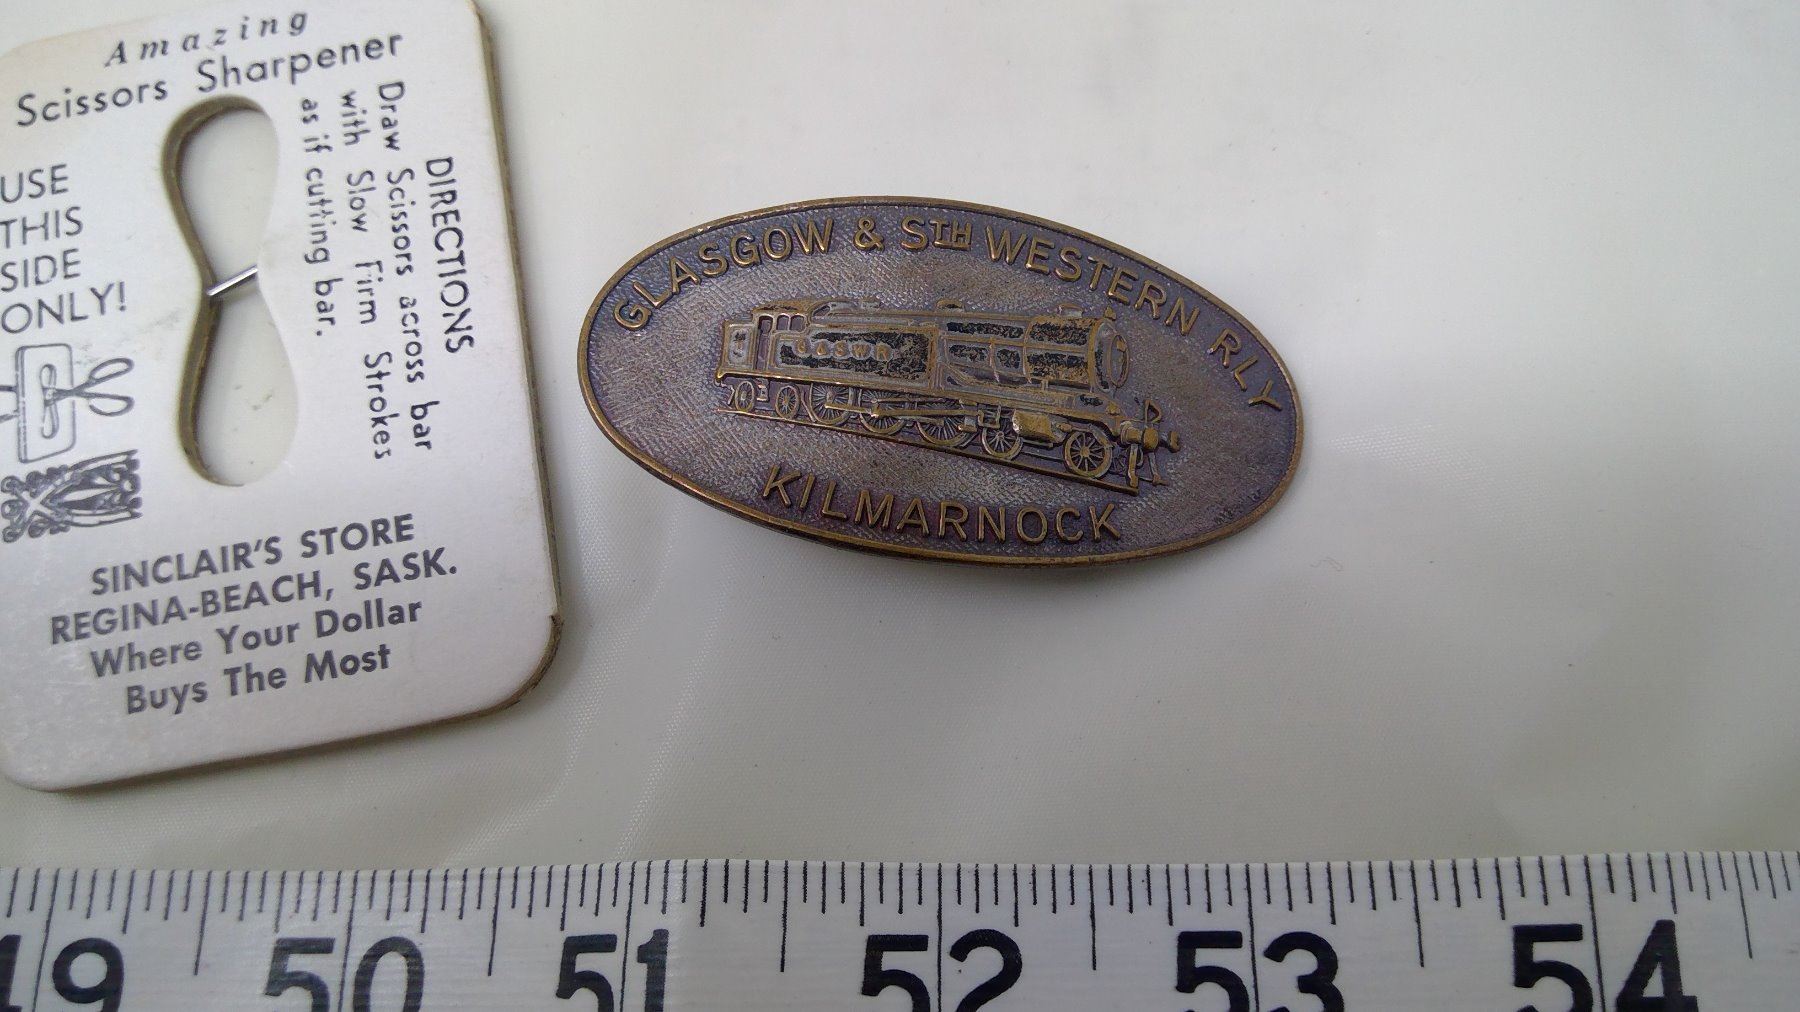 Amazing
Scissors Sharpener
USE
THIS
SIDE
ONLY!
DIRECTIONS
Draw Scissors across bar
with Slow Firm Strokes
as if cutting bar.
SINCLAIR'S STORE
REGINA-BEACH, SASK.
Where Your Dollar
Buys The Most
GLASGOW & STH WESTERN RLY
G&SWR
KILMARNOCK
49 50 51 52 53 54